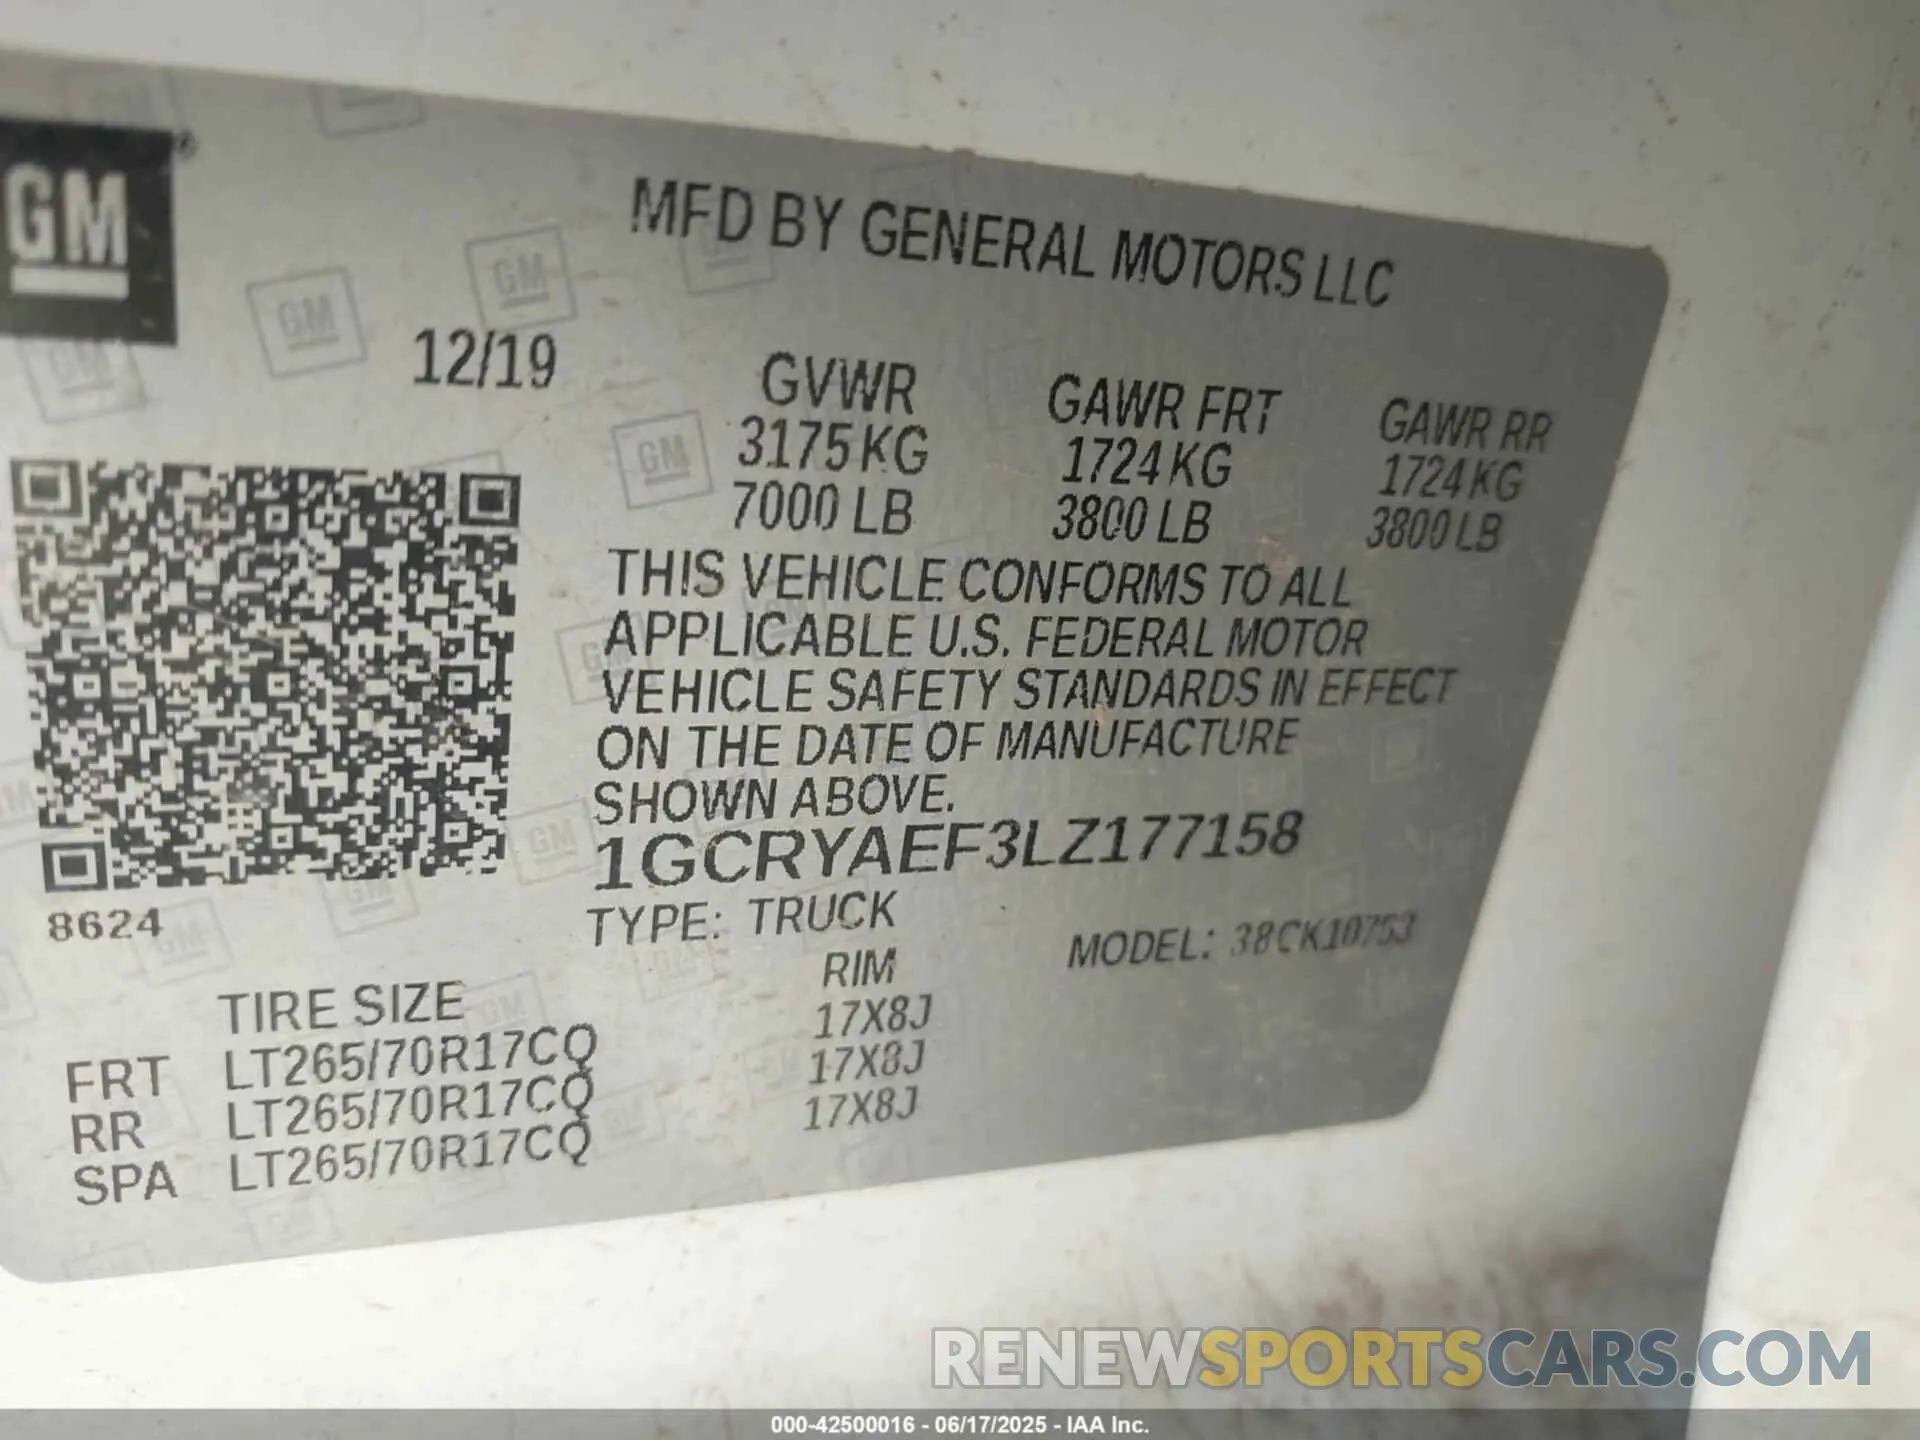 GM
MFD BY GENERAL MOTORS LLC
12/19
GVWR GAWR FRT GAWR RR
3175 KG 1724 KG 1724 KG
7000 LB 3800 LB 3800 LB
THIS VEHICLE CONFORMS TO ALL
APPLICABLE U.S. FEDERAL MOTOR
VEHICLE SAFETY STANDARDS IN EFFECT
ON THE DATE OF MANUFACTURE
SHOWN ABOVE.
1GCRYAEF3LZ177158
8624
TYPE: TRUCK MODEL: 38CK10753
TIRE SIZE RIM
FRT LT265/70R17CQ 17X8J
RR LT265/70R17CQ 17X8J
SPA LT265/70R17CQ 17X8J
RENEWSPORTSCARS.COM
000-42500016 - 06/17/2025 - IAA Inc.